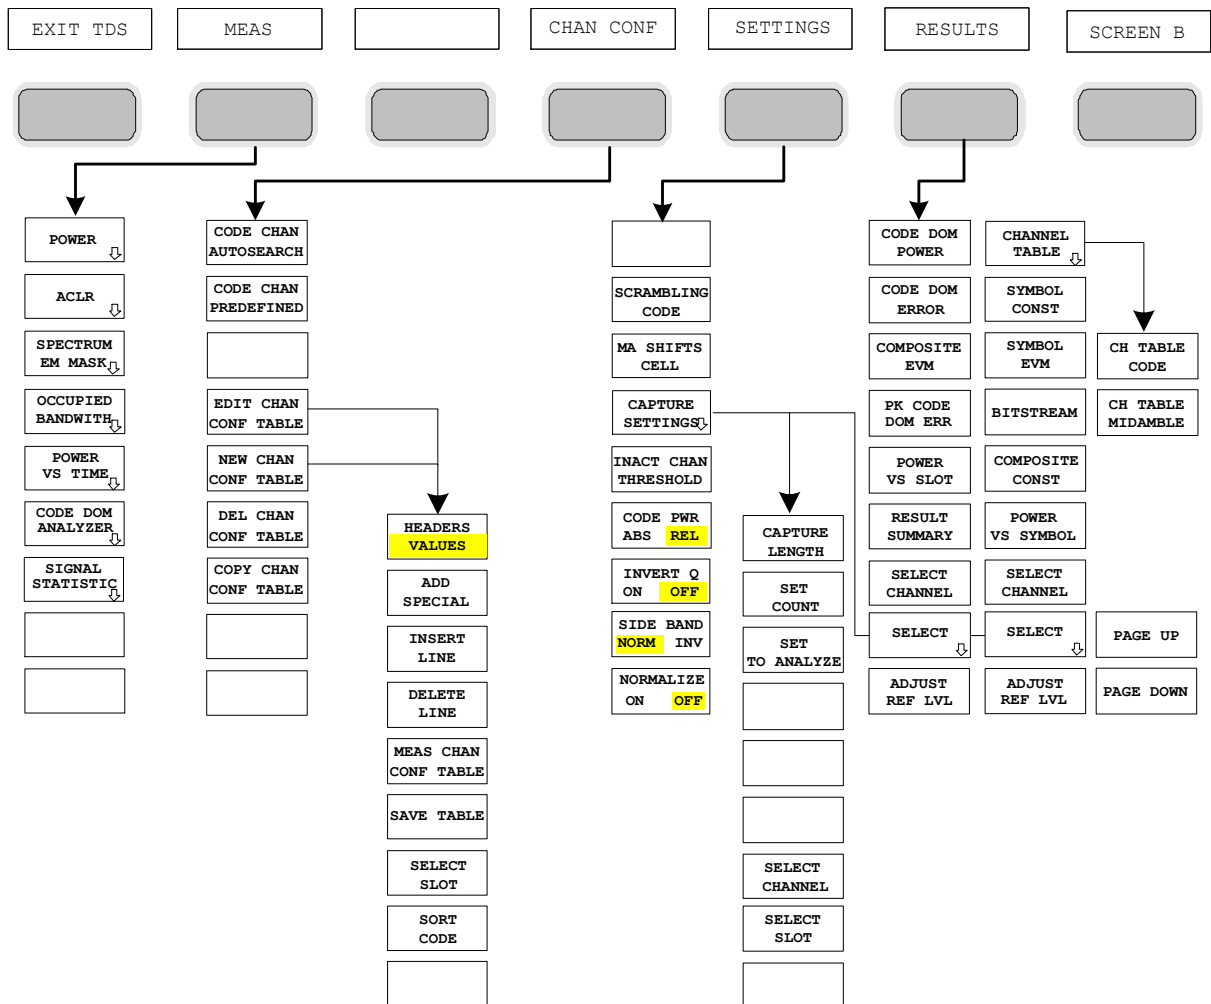 EXIT TDS
MEAS
CHAN CONF
SETTINGS
RESULTS
SCREEN B
POWER
ACLR
SPECTRUM
EM MASK
OCCUPIED
BANDWITH
POWER
VS TIME
CODE DOM
ANALYZER
SIGNAL
STATISTIC
CODE CHAN
AUTOSEARCH
CODE CHAN
PREDEFINED
EDIT CHAN
CONF TABLE
NEW CHAN
CONF TABLE
DEL CHAN
CONF TABLE
COPY CHAN
CONF TABLE
HEADERS
VALUES
ADD
SPECIAL
INSERT
LINE
DELETE
LINE
MEAS CHAN
CONF TABLE
SAVE TABLE
SELECT
SLOT
SORT
CODE
SCRAMBLING
CODE
MA SHIFTS
CELL
CAPTURE
SETTINGS
INACT CHAN
THRESHOLD
CODE PWR
ABS REL
INVERT Q
ON OFF
SIDE BAND
NORM INV
NORMALIZE
ON OFF
CAPTURE
LENGTH
SET
COUNT
SET
TO ANALYZE
SELECT
CHANNEL
SELECT
SLOT
CODE DOM
POWER
CODE DOM
ERROR
COMPOSITE
EVM
PK CODE
DOM ERR
POWER
VS SLOT
RESULT
SUMMARY
SELECT
CHANNEL
SELECT
ADJUST
REF LVL
CHANNEL
TABLE
SYMBOL
CONST
SYMBOL
EVM
BITSTREAM
COMPOSITE
CONST
POWER
VS SYMBOL
SELECT
CHANNEL
SELECT
ADJUST
REF LVL
CH TABLE
CODE
CH TABLE
MIDAMBLE
PAGE UP
PAGE DOWN